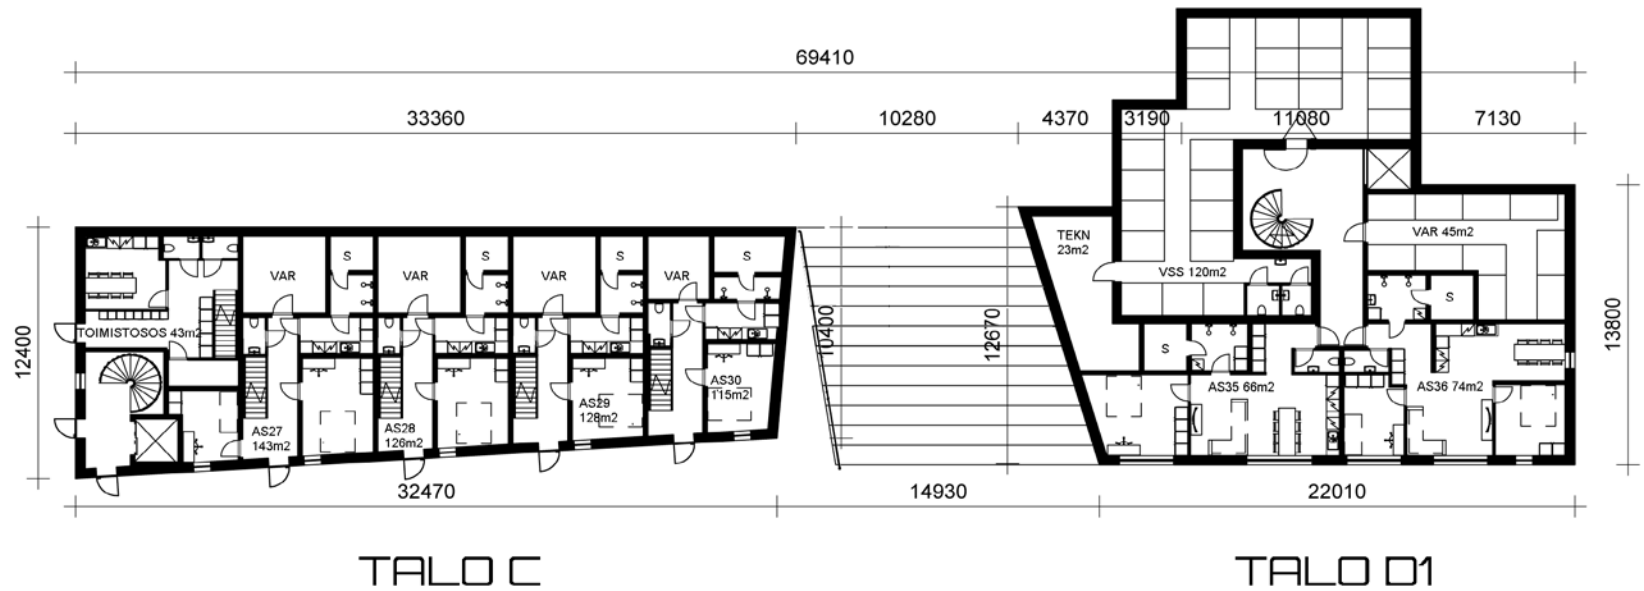 69410
33360
10280
4370
3190
11080
7130
12400
VAR
S
VAR
S
VAR
S
VAR
S
TOIMISTOSOS 43m2
AS27
143m2
AS28
126m2
AS29
128m2
AS30
115m2
10400
12670
TEKN
23m2
VSS 120m2
VAR 45m2
S
S
AS35 66m2
AS36 74m2
13800
32470
14930
22010
TALO C
TALO D1